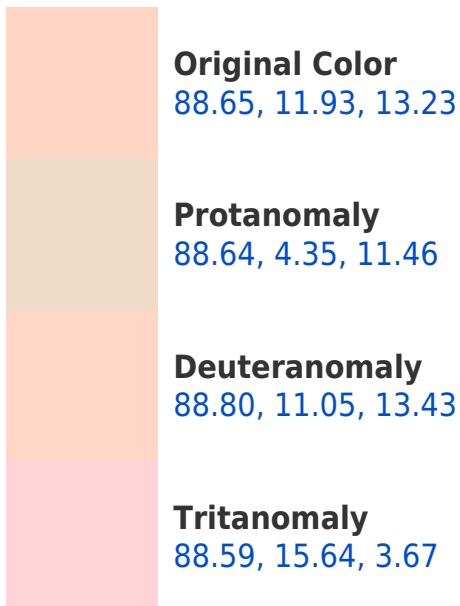 Original Color
88.65, 11.93, 13.23
Protanomaly
88.64, 4.35, 11.46
Deuteranomaly
88.80, 11.05, 13.43
Tritanomaly
88.59, 15.64, 3.67